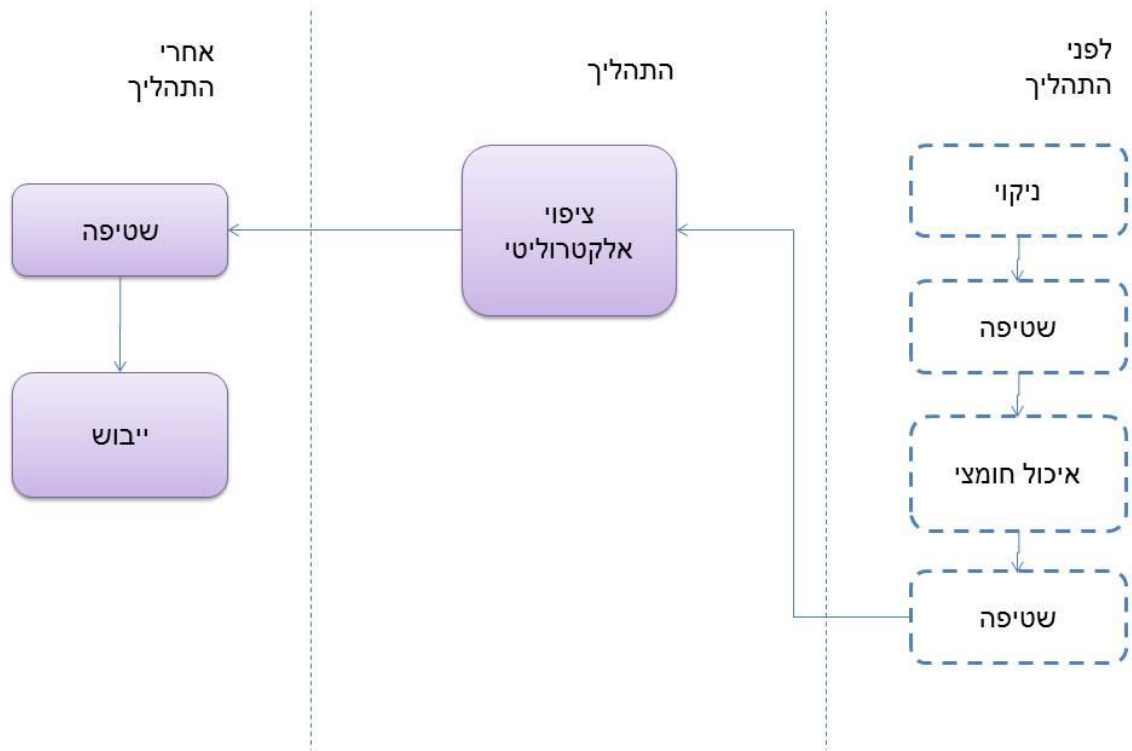 לפני
התהליך
ניקוי
שטיפה
איכול חומצי
שטיפה
התהליך
ציפוי
אלקטרוליטי
אחרי
התהליך
שטיפה
ייבוש